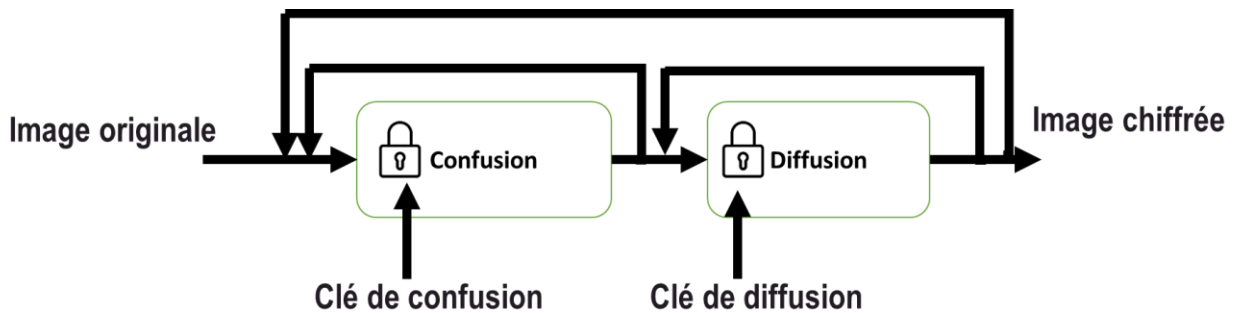 Image originale
Confusion
Diffusion
Image chiffrée
Clé de confusion
Clé de diffusion